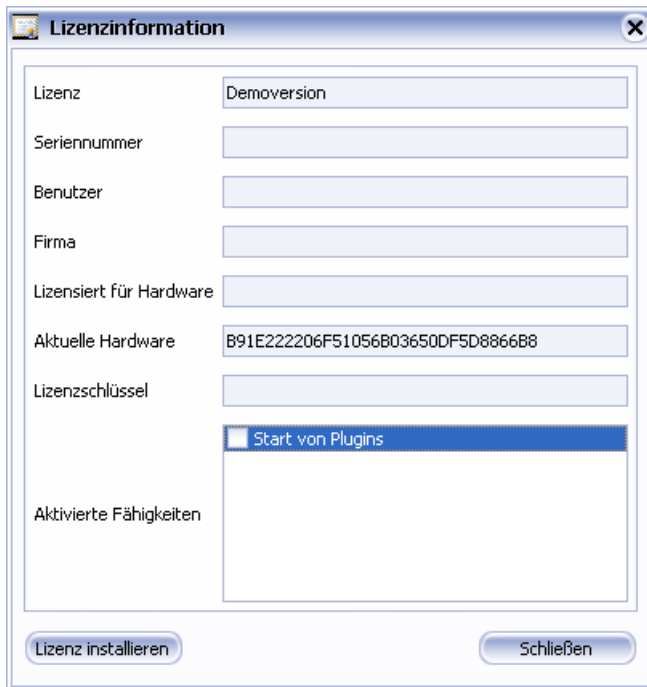 Lizenzinformation
Lizenz
Demoversion
Seriennummer
Benutzer
Firma
Lizensiert für Hardware
Aktuelle Hardware
B91E222206F51056B03650DF5D8866B8
Lizenzschlüssel
Start von Plugins
Aktivierte Fähigkeiten
Lizenz installieren
Schließen